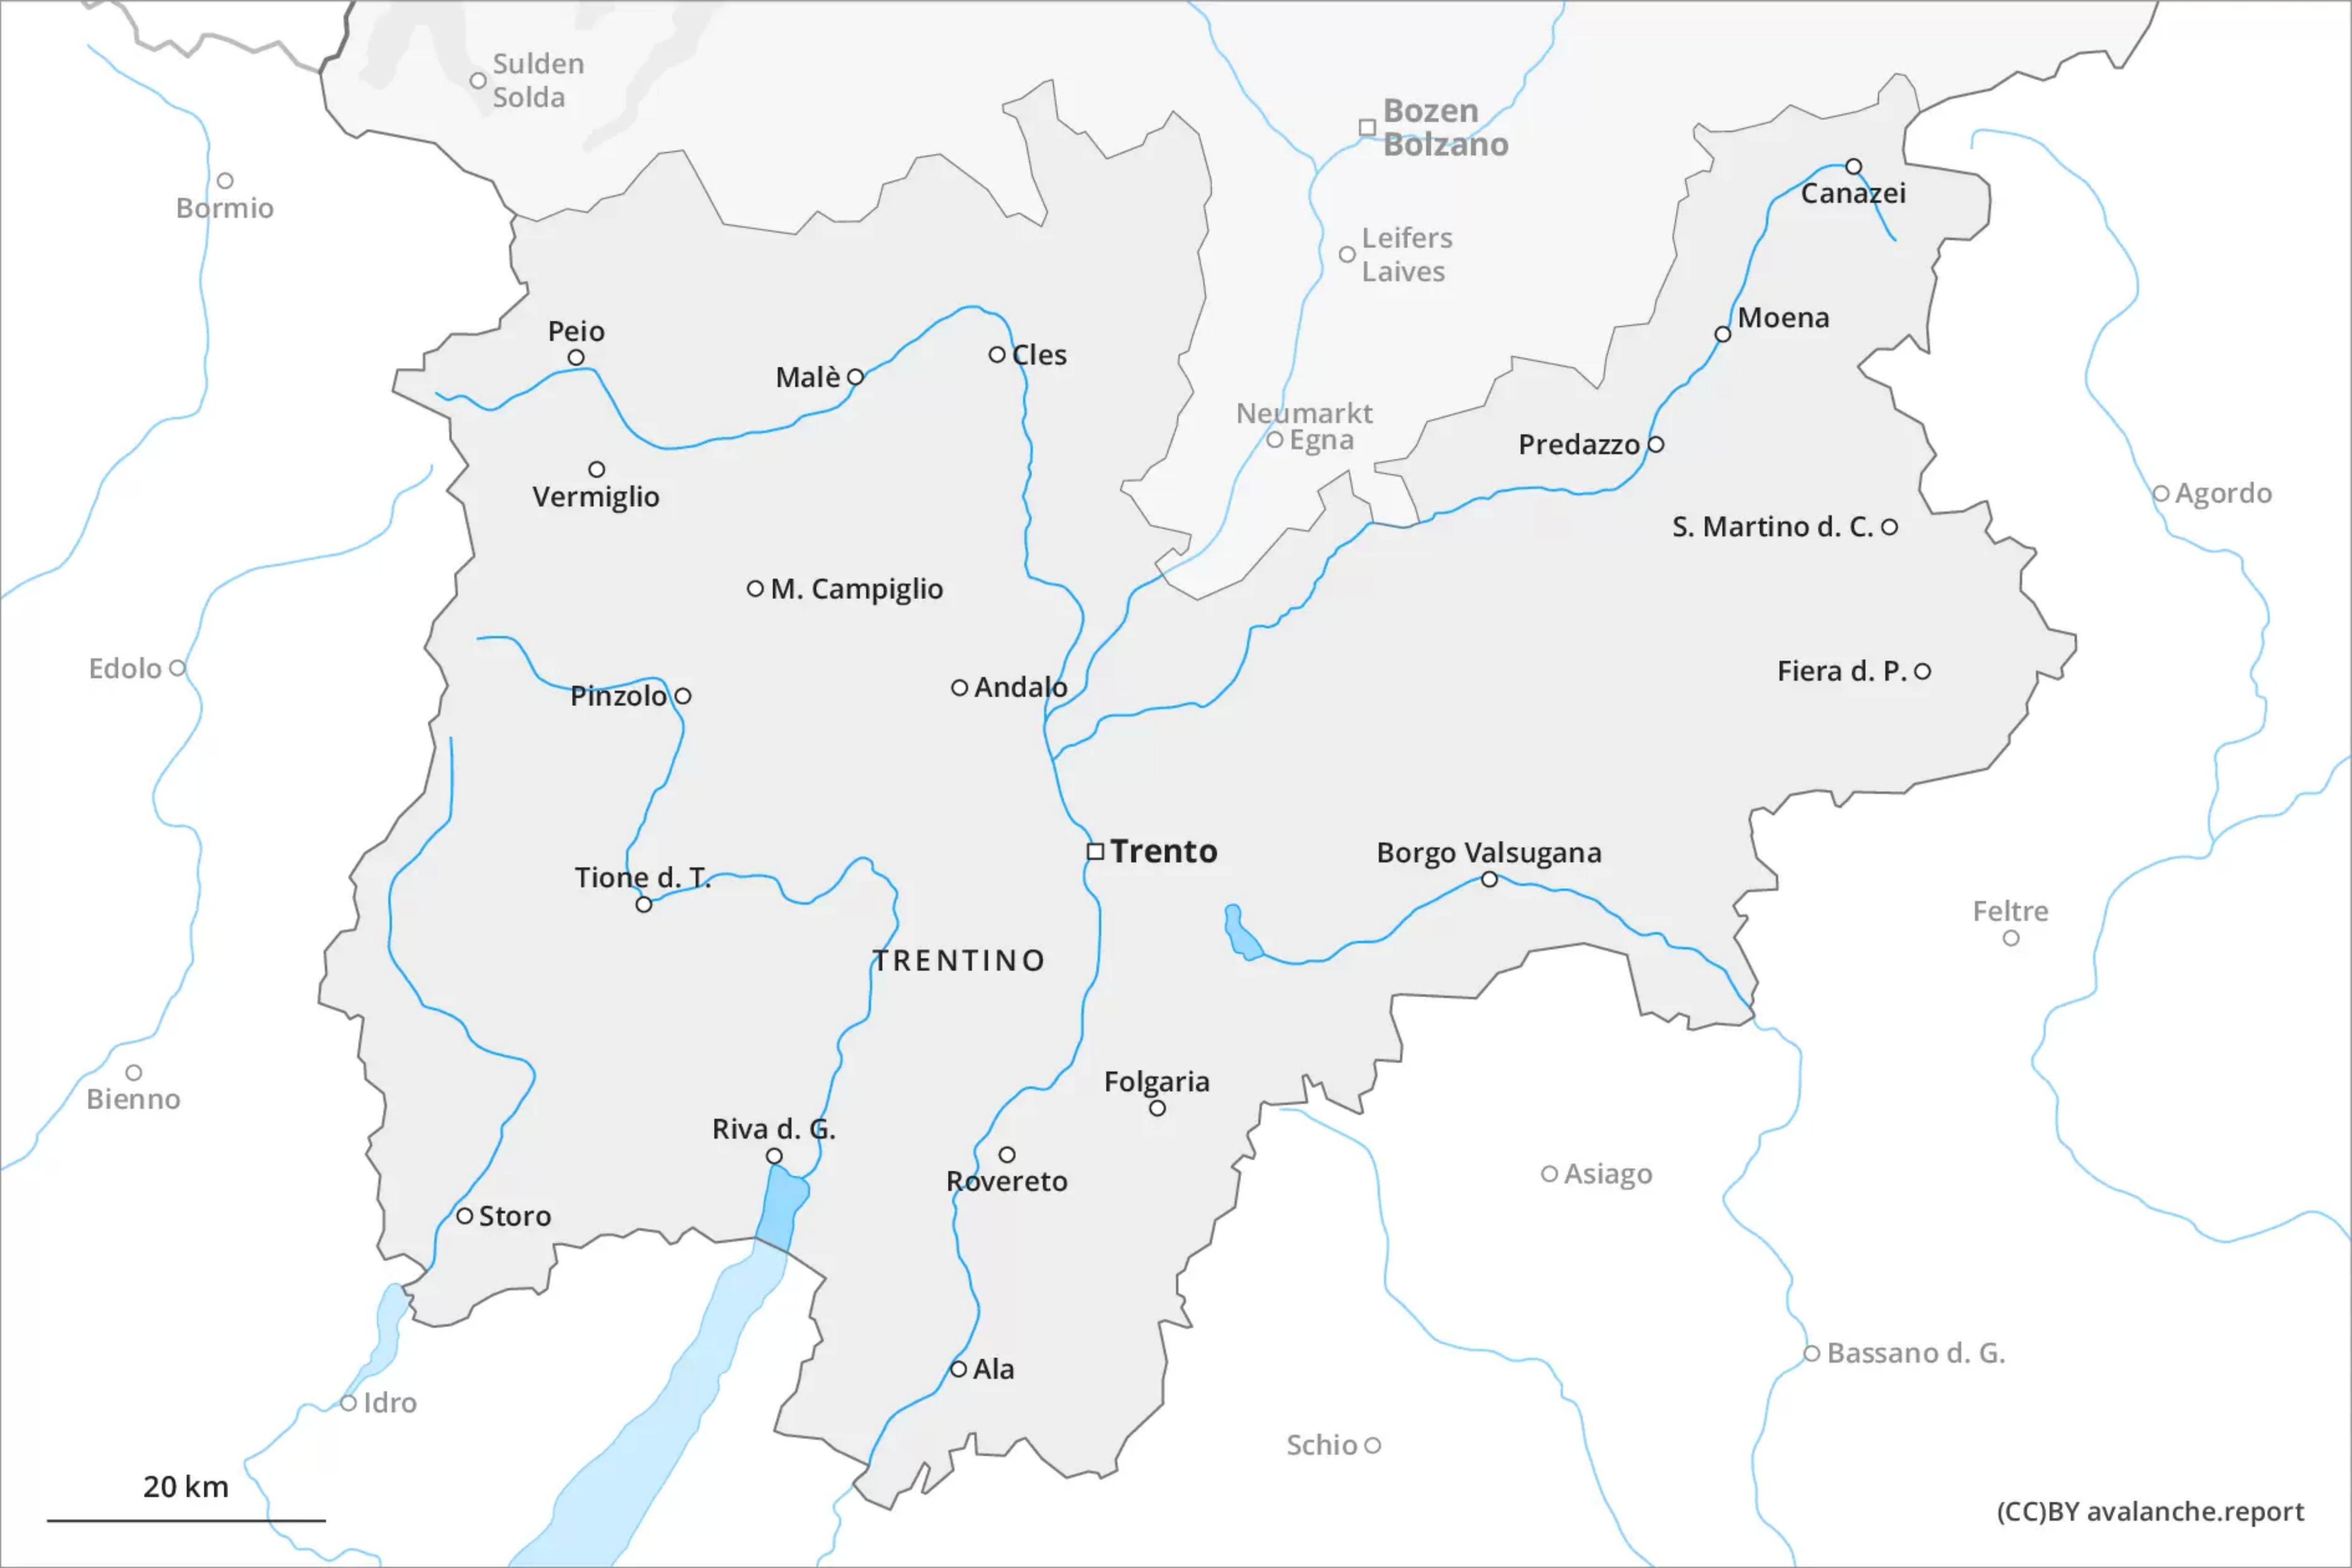 Sulden
Solda
Bozen
Bolzano
Bormio
Canazei
Leifers
Laives
Moena
Peio
Cles
Malè
Neumarkt
Egna
Predazzo
Vermiglio
Agordo
S. Martino d. C.
M. Campiglio
Edolo
Fiera d. P.
Andalo
Pinzolo
Trento
Borgo Valsugana
Tione d. T.
Feltre
TRENTINO
Folgaria
Bienno
Riva d. G.
Asiago
Rovereto
Storo
Bassano d. G.
Ala
Idro
Schio
20 km
(CC)BY avalanche.report